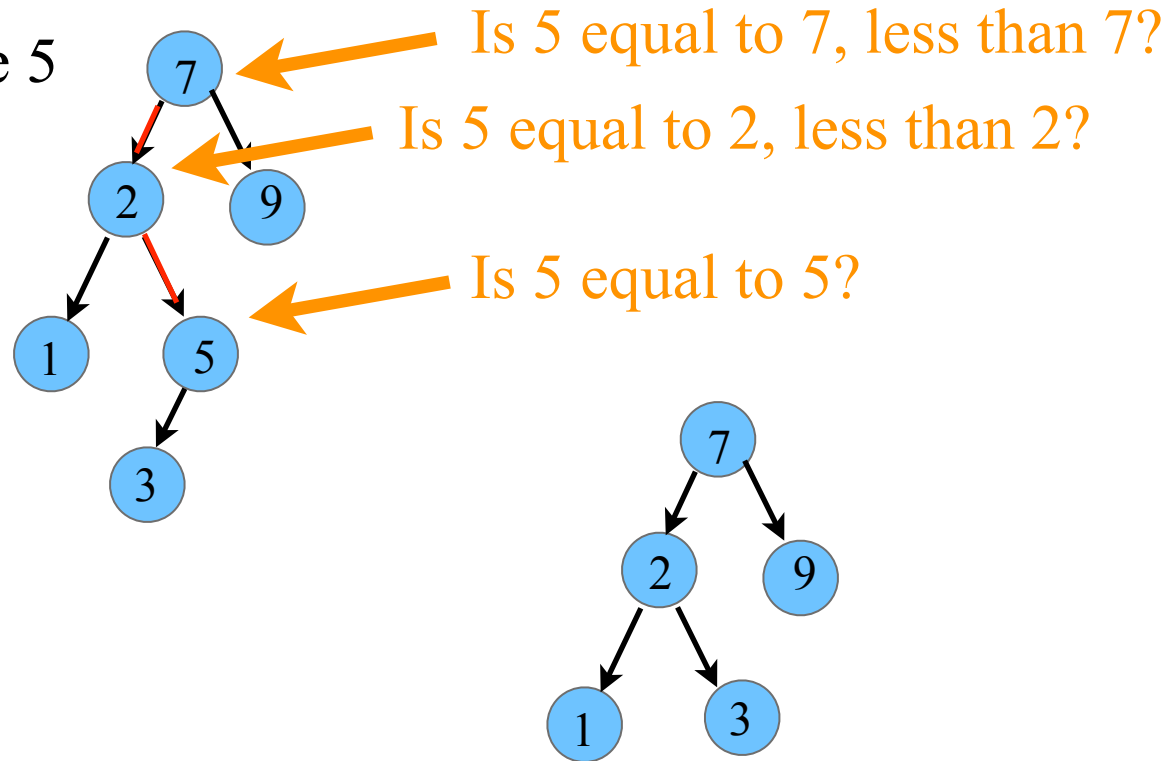 e 5
Is 5 equal to 7, less than 7?
7
Is 5 equal to 2, less than 2?
2
9
Is 5 equal to 5?
1
5
3
7
2
9
1
3